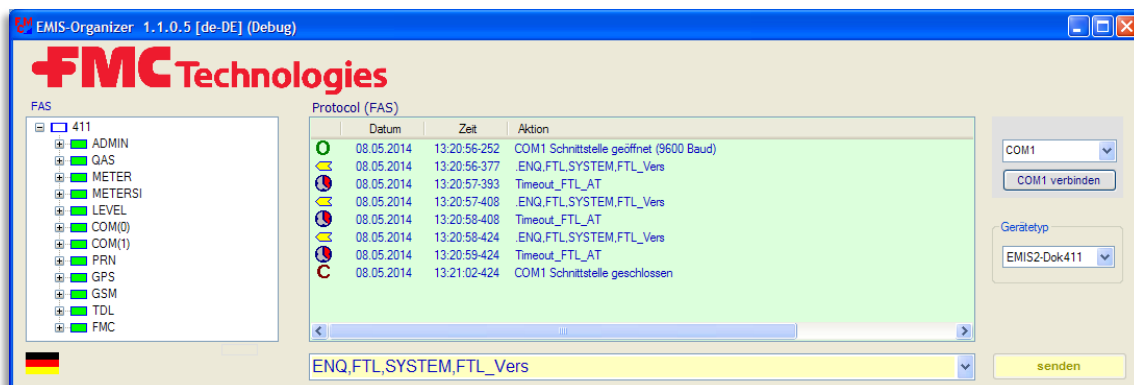 EMIS-Organizer 1.1.0.5 [de-DE] (Debug)
FMC Technologies
FAS
411
ADMIN
QAS
METER
METERSI
LEVEL
COM(0)
COM(1)
PRN
GPS
GSM
TDL
FMC
Protocol (FAS)
Datum Zeit Aktion
O 08.05.2014 13:20:56-252 COM1 Schnittstelle geöffnet (9600 Baud)
08.05.2014 13:20:56-377 .ENQ,FTL,SYSTEM,FTL_Vers
08.05.2014 13:20:57-393 Timeout_FTL_AT
08.05.2014 13:20:57-408 .ENQ,FTL,SYSTEM,FTL_Vers
08.05.2014 13:20:58-408 Timeout_FTL_AT
08.05.2014 13:20:58-424 .ENQ,FTL,SYSTEM,FTL_Vers
08.05.2014 13:20:59-424 Timeout_FTL_AT
C 08.05.2014 13:21:02-424 COM1 Schnittstelle geschlossen
COM1
COM1 verbinden
Gerätetyp
EMIS2-Dok411
ENQ,FTL,SYSTEM,FTL_Vers
senden